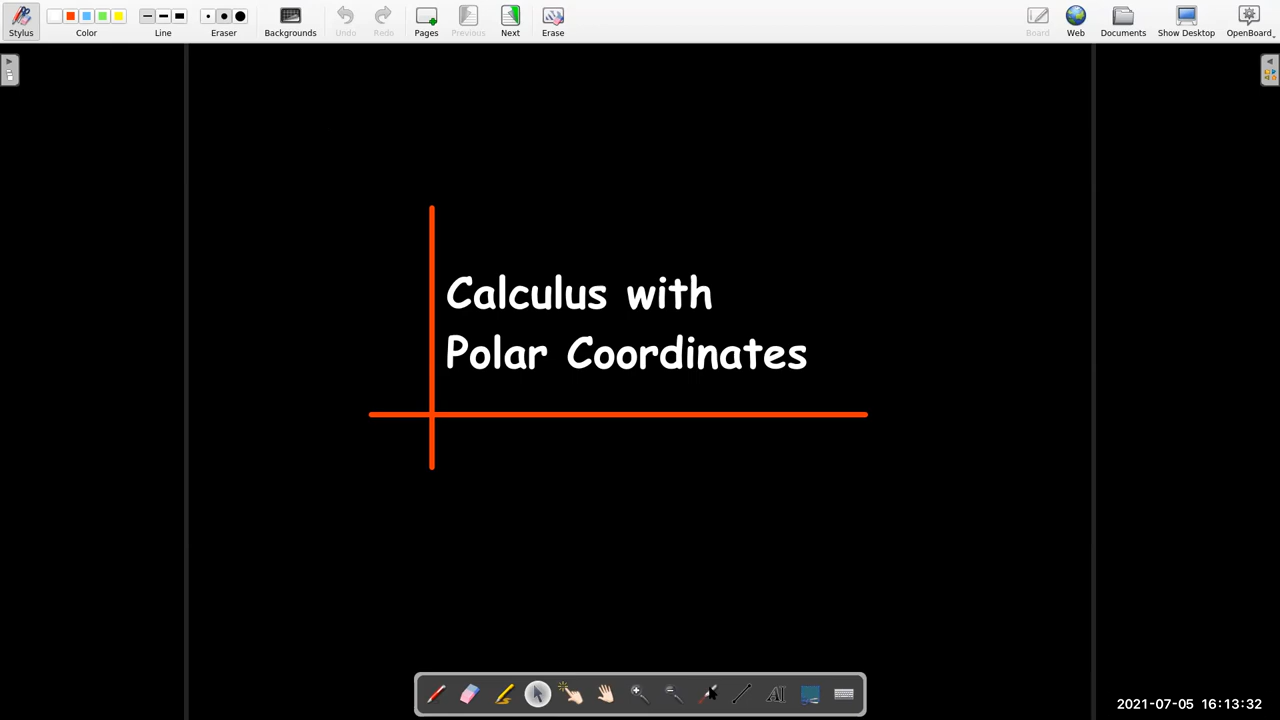 Stylus
Color
Line
Eraser
Backgrounds
Undo
Redo
Pages
Previous
Next
Erase
Board
Web
Documents
Show Desktop
OpenBoard
Calculus with
Polar Coordinates
AI
2021-07-05 16:13:32